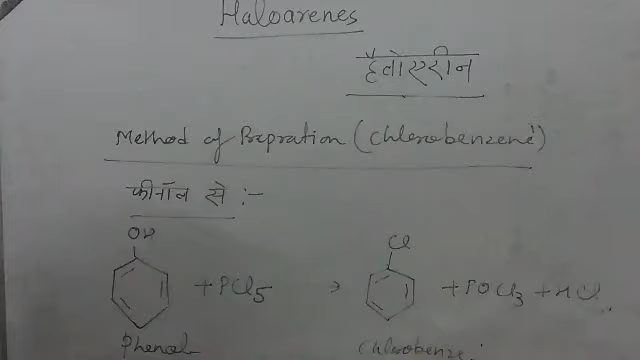 Haloarenes
हैलोएरीन
Method of Prepration (Chlorobenzene)
फीनॉल से :-
OH
Cl
+ PCl5 → + POCl3 + HCl
Phenol
Chlorobenze